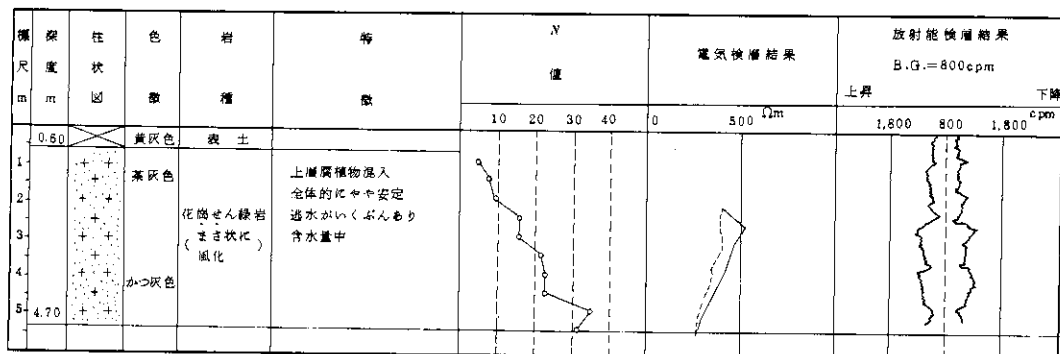 標尺 m
深度 m
柱状図
色徴
岩種
特徴
N値
10 20 30 40
電気検層結果
0 500 Ωm
放射能検層結果
B.G.=800cpm
上昇 下降
1,800 800 1,800 cpm
0.60 黄灰色 表土
1
2
3
4
5
茶灰色
かつ灰色
4.70
花崗せん緑岩
(まさ状に
風化)
上層腐植物混入
全体的にやや安定
逃水がいくぶんあり
含水量中